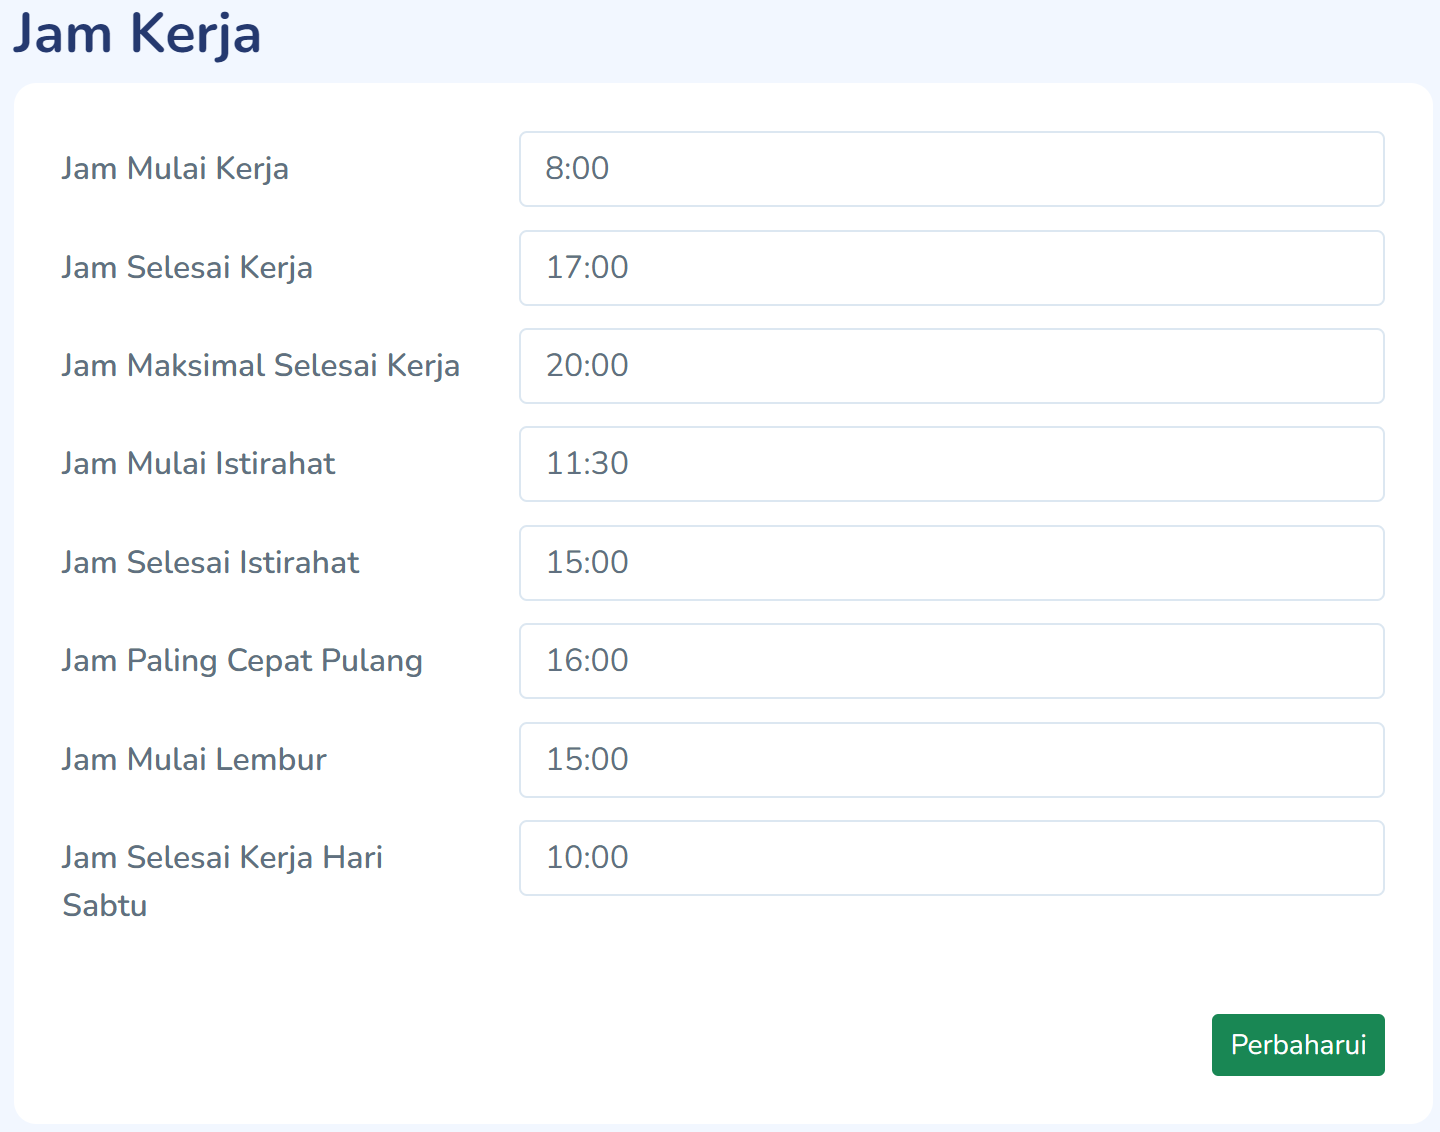 Jam Kerja
Jam Mulai Kerja 8:00
Jam Selesai Kerja 17:00
Jam Maksimal Selesai Kerja 20:00
Jam Mulai Istirahat 11:30
Jam Selesai Istirahat 15:00
Jam Paling Cepat Pulang 16:00
Jam Mulai Lembur 15:00
Jam Selesai Kerja Hari 10:00
Sabtu
Perbaharui